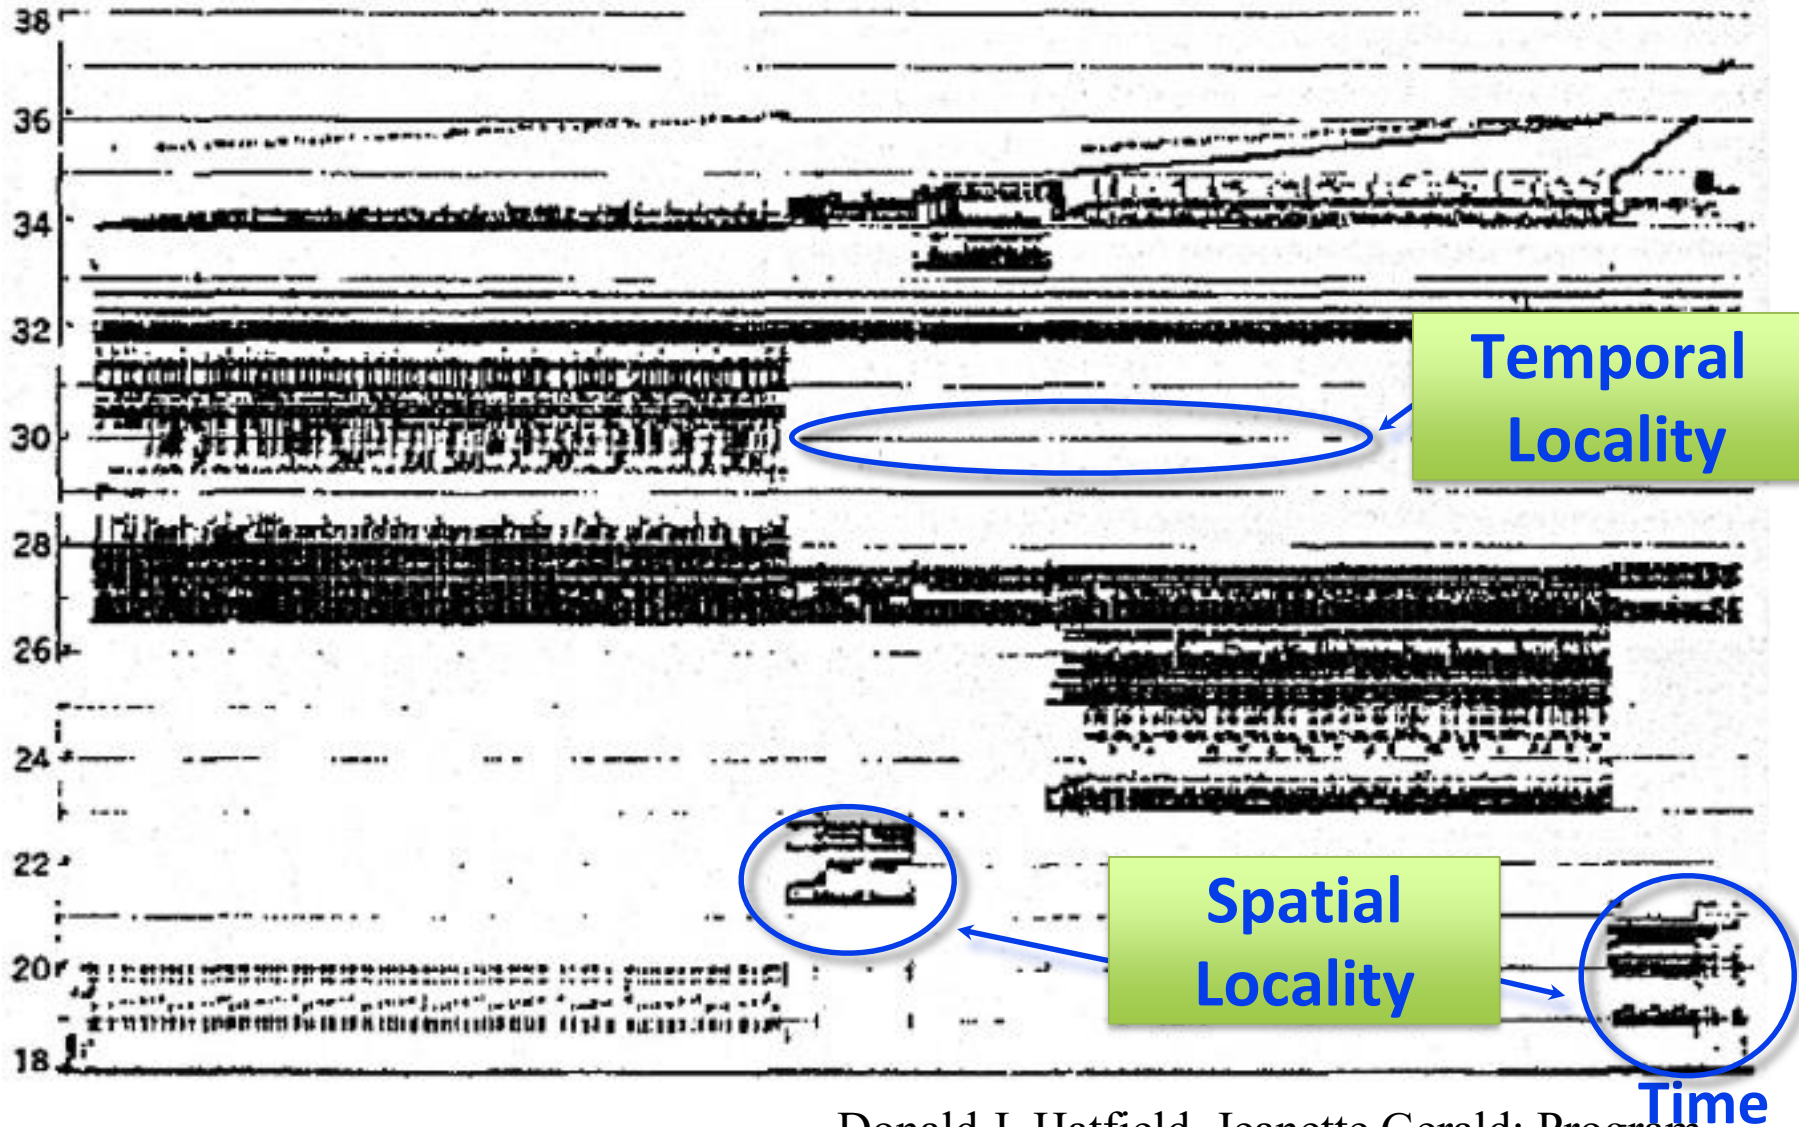 38
36
34
32
30
28
26
24
22
20
18
Temporal
Locality
Spatial
Locality
Time
Donald J. Hatfield, Jeanette Gerald: Program